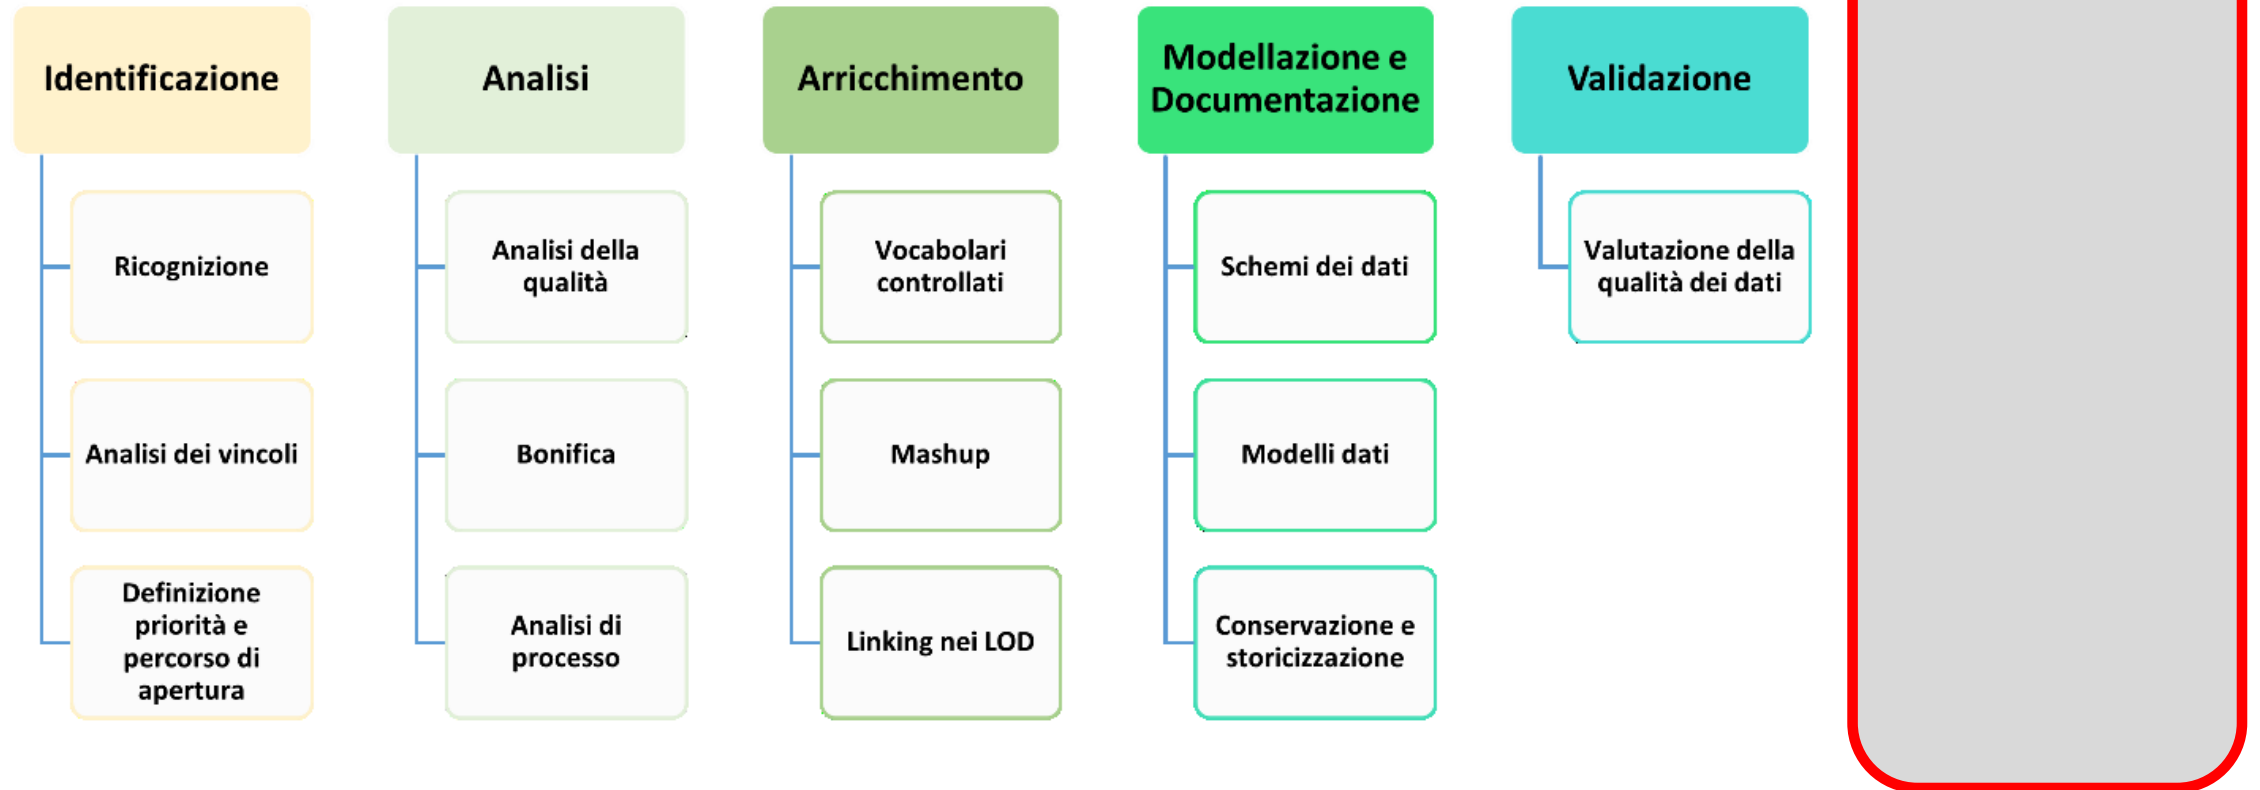 Identificazione
Ricognizione
Analisi dei vincoli
Definizione
priorità e
percorso di
apertura
Analisi
Analisi della
qualità
Bonifica
Analisi di
processo
Arricchimento
Vocabolari
controllati
Mashup
Linking nei LOD
Modellazione e
Documentazione
Schemi dei dati
Modelli dati
Conservazione e
storicizzazione
Validazione
Valutazione della
qualità dei dati